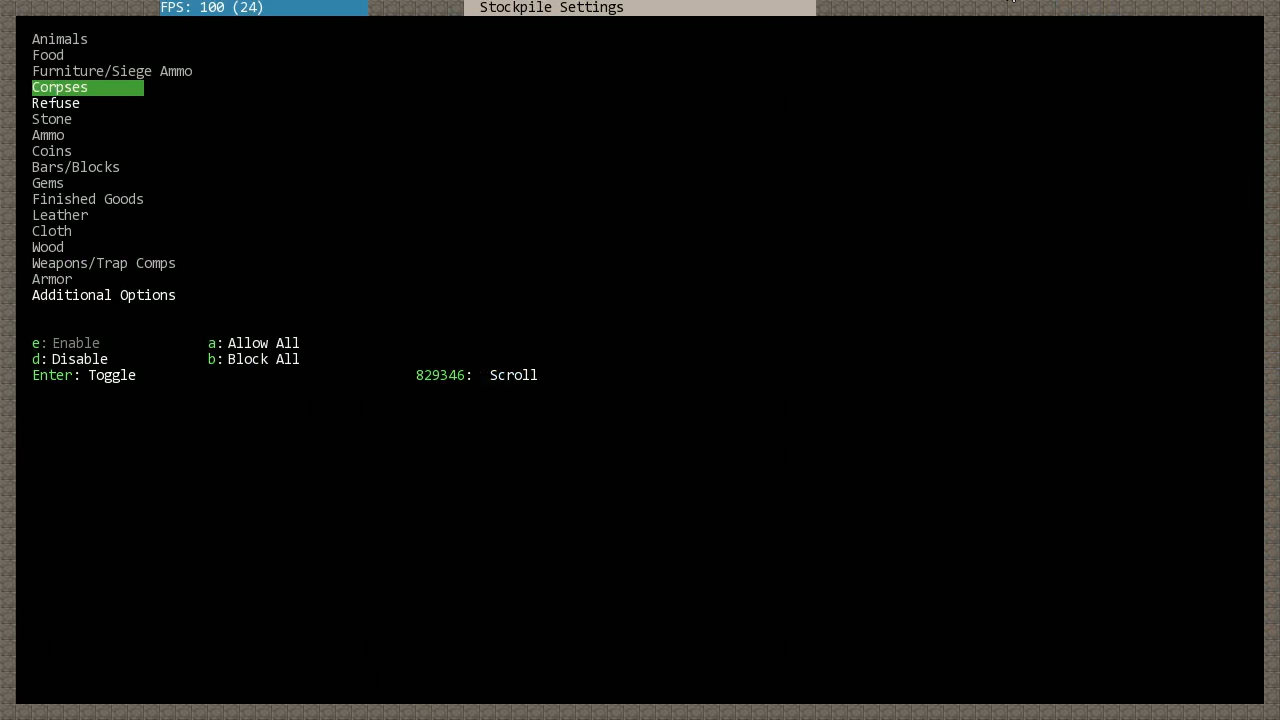 FPS: 100 (24) Stockpile Settings
Animals
Food
Furniture/Siege Ammo
Corpses
Refuse
Stone
Ammo
Coins
Bars/Blocks
Gems
Finished Goods
Leather
Cloth
Wood
Weapons/Trap Comps
Armor
Additional Options
e: Enable a: Allow All
d: Disable b: Block All
Enter: Toggle 829346: Scroll